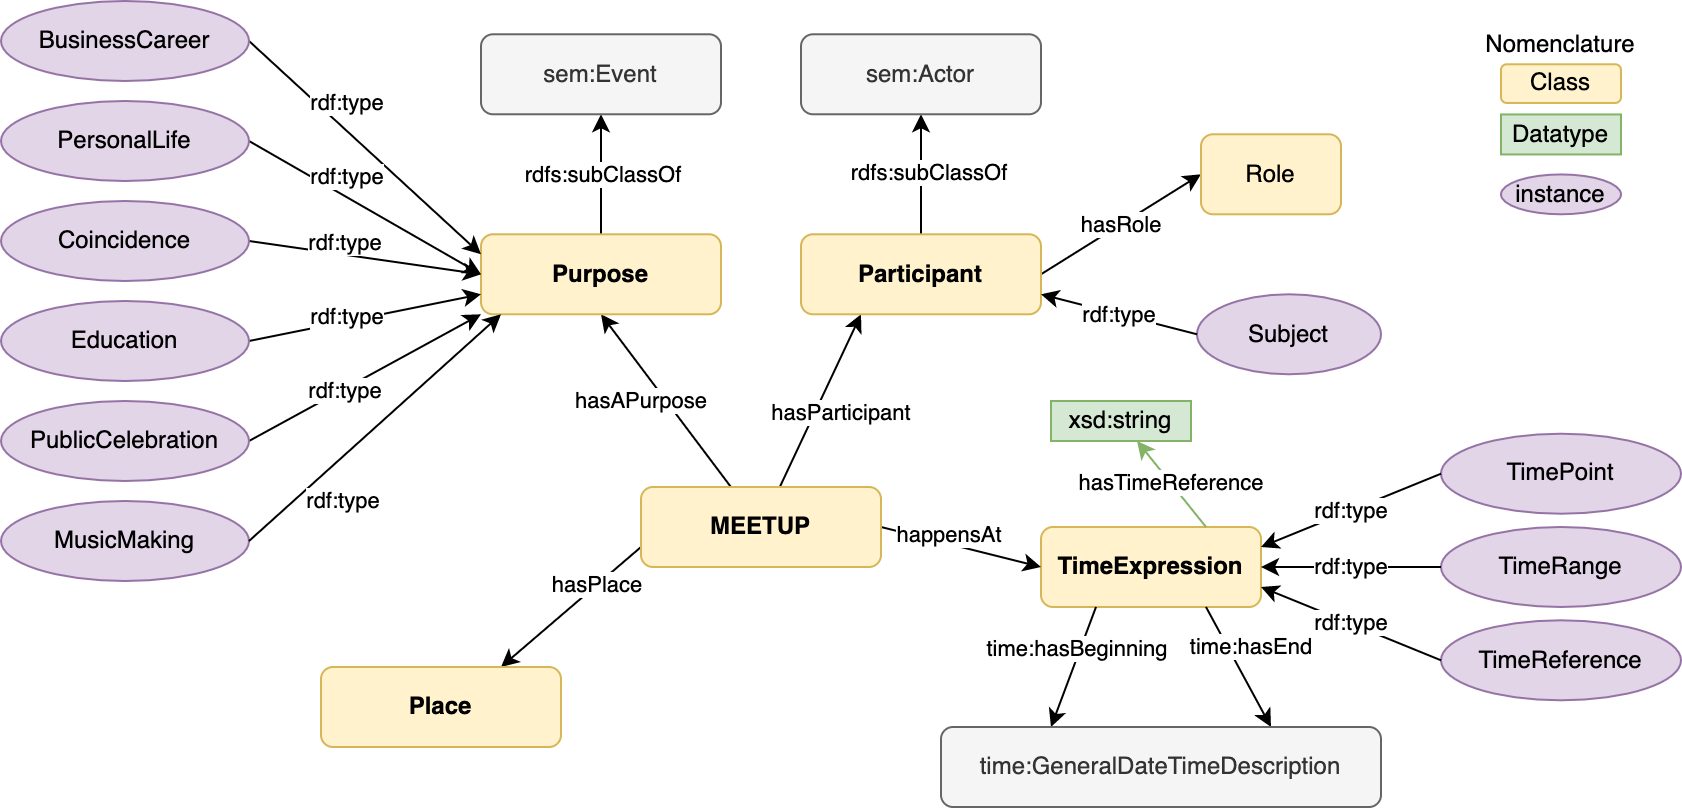 BusinessCareer
PersonalLife
Coincidence
Education
PublicCelebration
MusicMaking
rdf:type
rdf:type
rdf:type
rdf:type
rdf:type
rdf:type
sem:Event
rdfs:subClassOf
Purpose
hasAPurpose
sem:Actor
rdfs:subClassOf
Participant
hasParticipant
hasRole
Role
rdf:type
Subject
Nomenclature
Class
Datatype
instance
MEETUP
hasPlace
Place
happensAt
xsd:string
hasTimeReference
TimeExpression
rdf:type
rdf:type
rdf:type
TimePoint
TimeRange
TimeReference
time:hasBeginning
time:hasEnd
time:GeneralDateTimeDescription